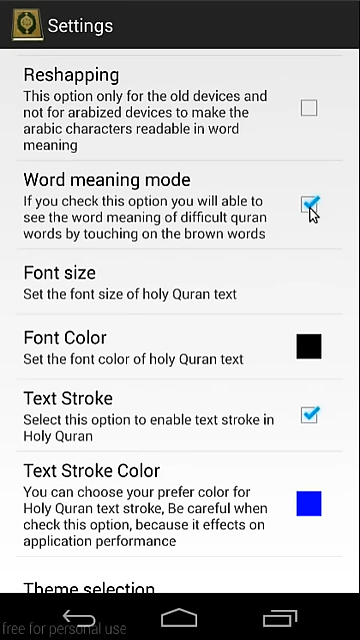 Settings
Reshapping
This option only for the old devices and
not for arabized devices to make the
arabic characters readable in word
meaning
Word meaning mode
If you check this option you will able to
see the word meaning of difficult quran
words by touching on the brown words
Font size
Set the font size of holy Quran text
Font Color
Set the font color of holy Quran text
Text Stroke
Select this option to enable text stroke in
Holy Quran
Text Stroke Color
You can choose your prefer color for
Holy Quran text stroke, Be careful when
check this option, because it effects on
application performance
Theme selection
free for personal use